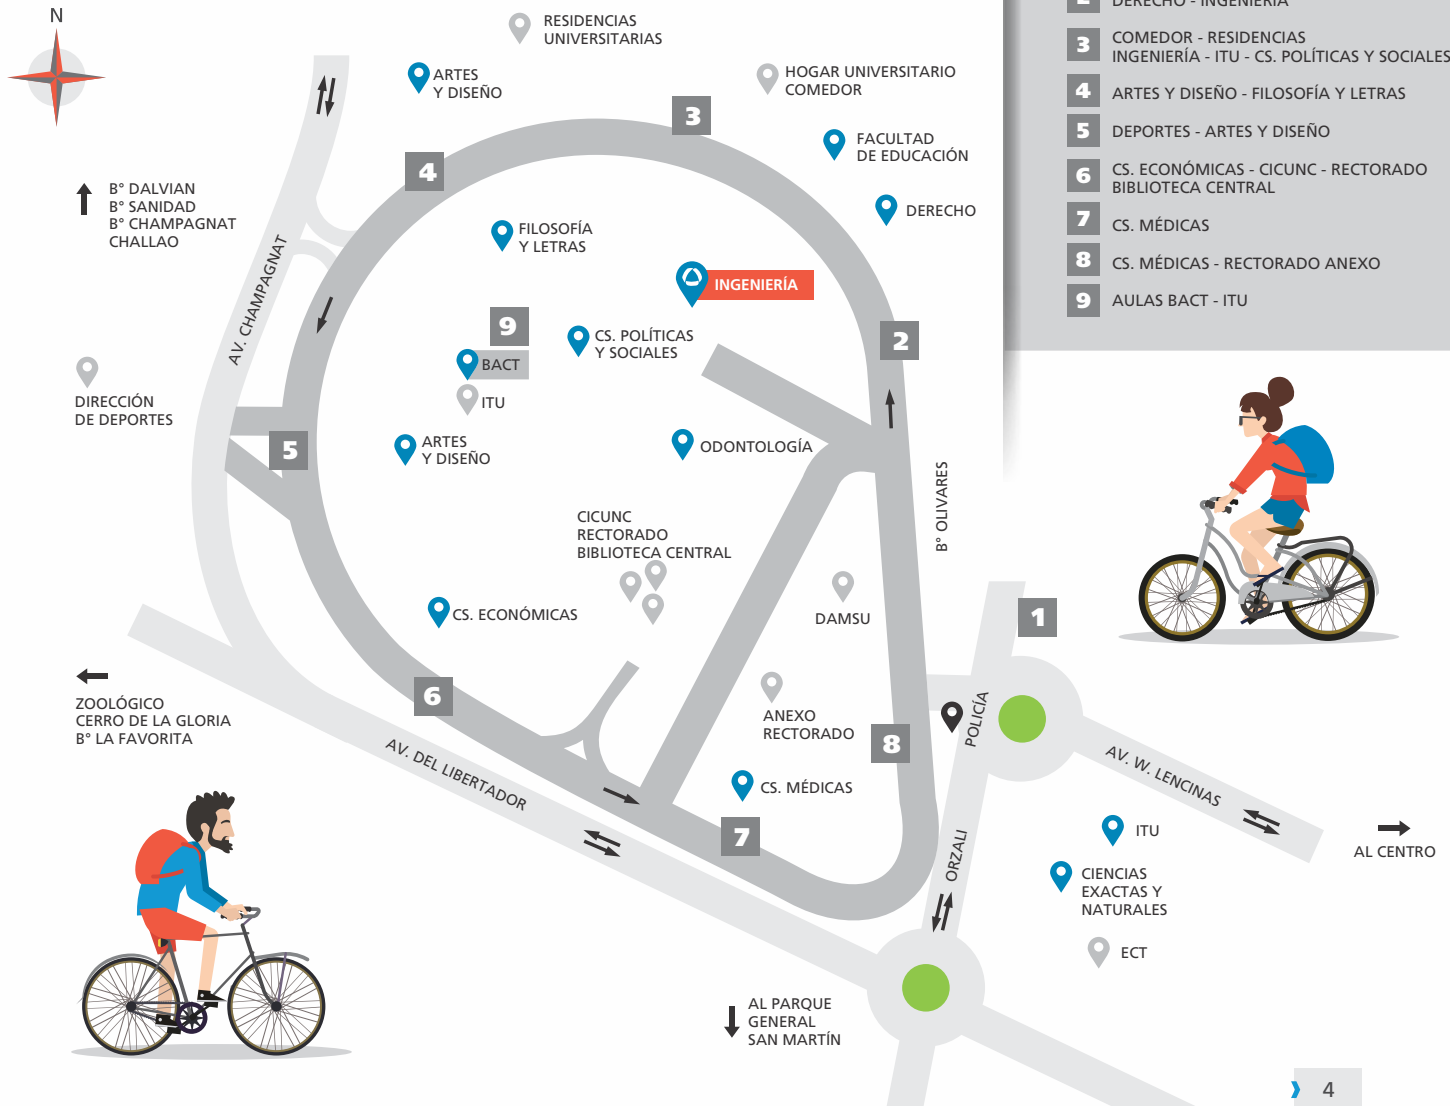 N
RESIDENCIAS
UNIVERSITARIAS
ARTES
Y DISEÑO
HOGAR UNIVERSITARIO
COMEDOR
3
FACULTAD
DE EDUCACIÓN
4
B° DALVIAN
B° SANIDAD
B° CHAMPAGNAT
CHALLAO
DERECHO
FILOSOFÍA
Y LETRAS
AV. CHAMPAGNAT
INGENIERÍA
9
CS. POLÍTICAS
Y SOCIALES
2
BACT
ITU
DIRECCIÓN
DE DEPORTES
5
ARTES
Y DISEÑO
ODONTOLOGÍA
B° OLIVARES
CICUNC
RECTORADO
BIBLIOTECA CENTRAL
CS. ECONÓMICAS
DAMSU
1
6
ZOOLÓGICO
CERRO DE LA GLORIA
B° LA FAVORITA
ANEXO
RECTORADO
POLICÍA
8
AV. DEL LIBERTADOR
CS. MÉDICAS
AV. W. LENCINAS
7
ORZALI
ITU
AL CENTRO
CIENCIAS
EXACTAS Y
NATURALES
ECT
AL PARQUE
GENERAL
SAN MARTÍN
2 DERECHO - INGENIERÍA
3 COMEDOR - RESIDENCIAS
INGENIERÍA - ITU - CS. POLÍTICAS Y SOCIALES
4 ARTES Y DISEÑO - FILOSOFÍA Y LETRAS
5 DEPORTES - ARTES Y DISEÑO
6 CS. ECONÓMICAS - CICUNC - RECTORADO
BIBLIOTECA CENTRAL
7 CS. MÉDICAS
8 CS. MÉDICAS - RECTORADO ANEXO
9 AULAS BACT - ITU
4